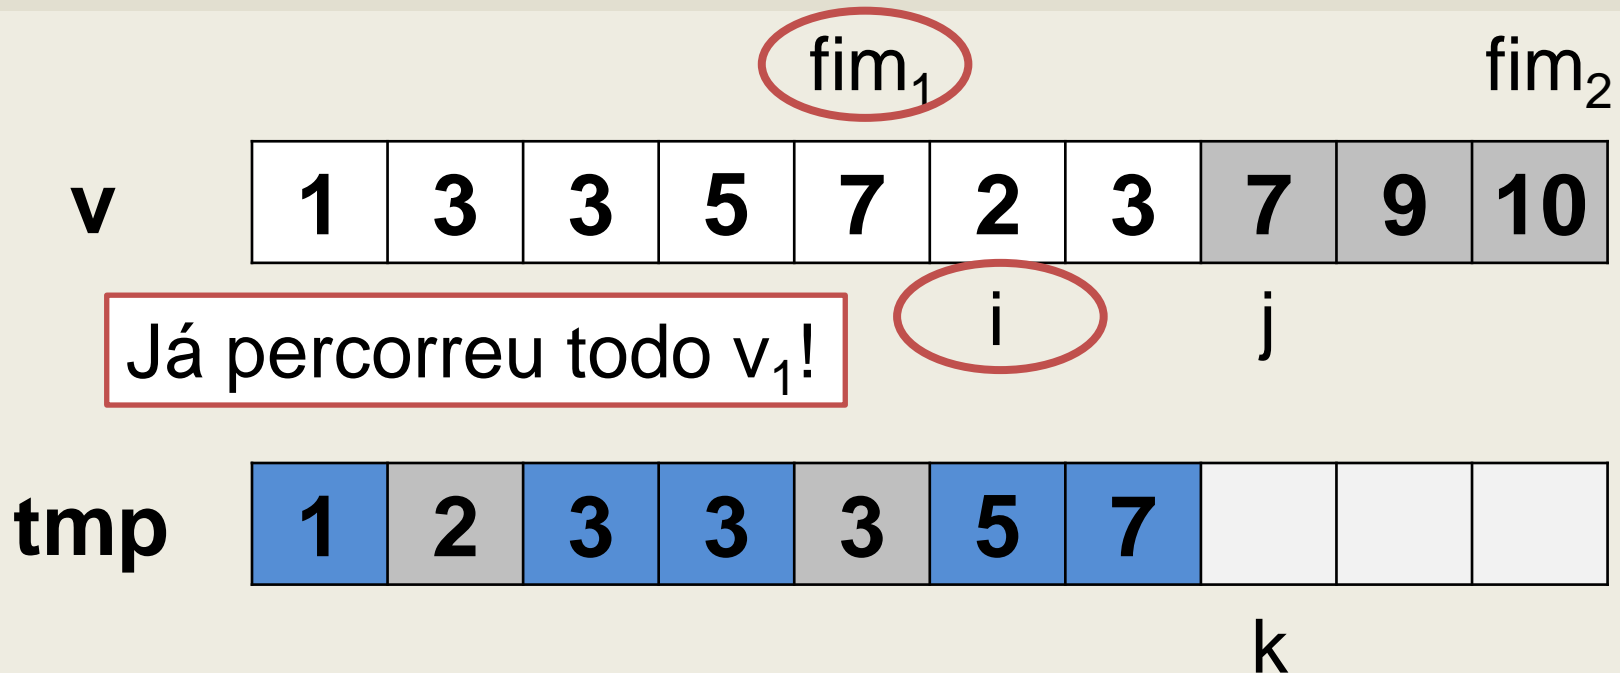 fim₁ fim₂
v 1 3 3 5 7 2 3 7 9 10
i j
Já percorreu todo v₁!
tmp 1 2 3 3 3 5 7
k